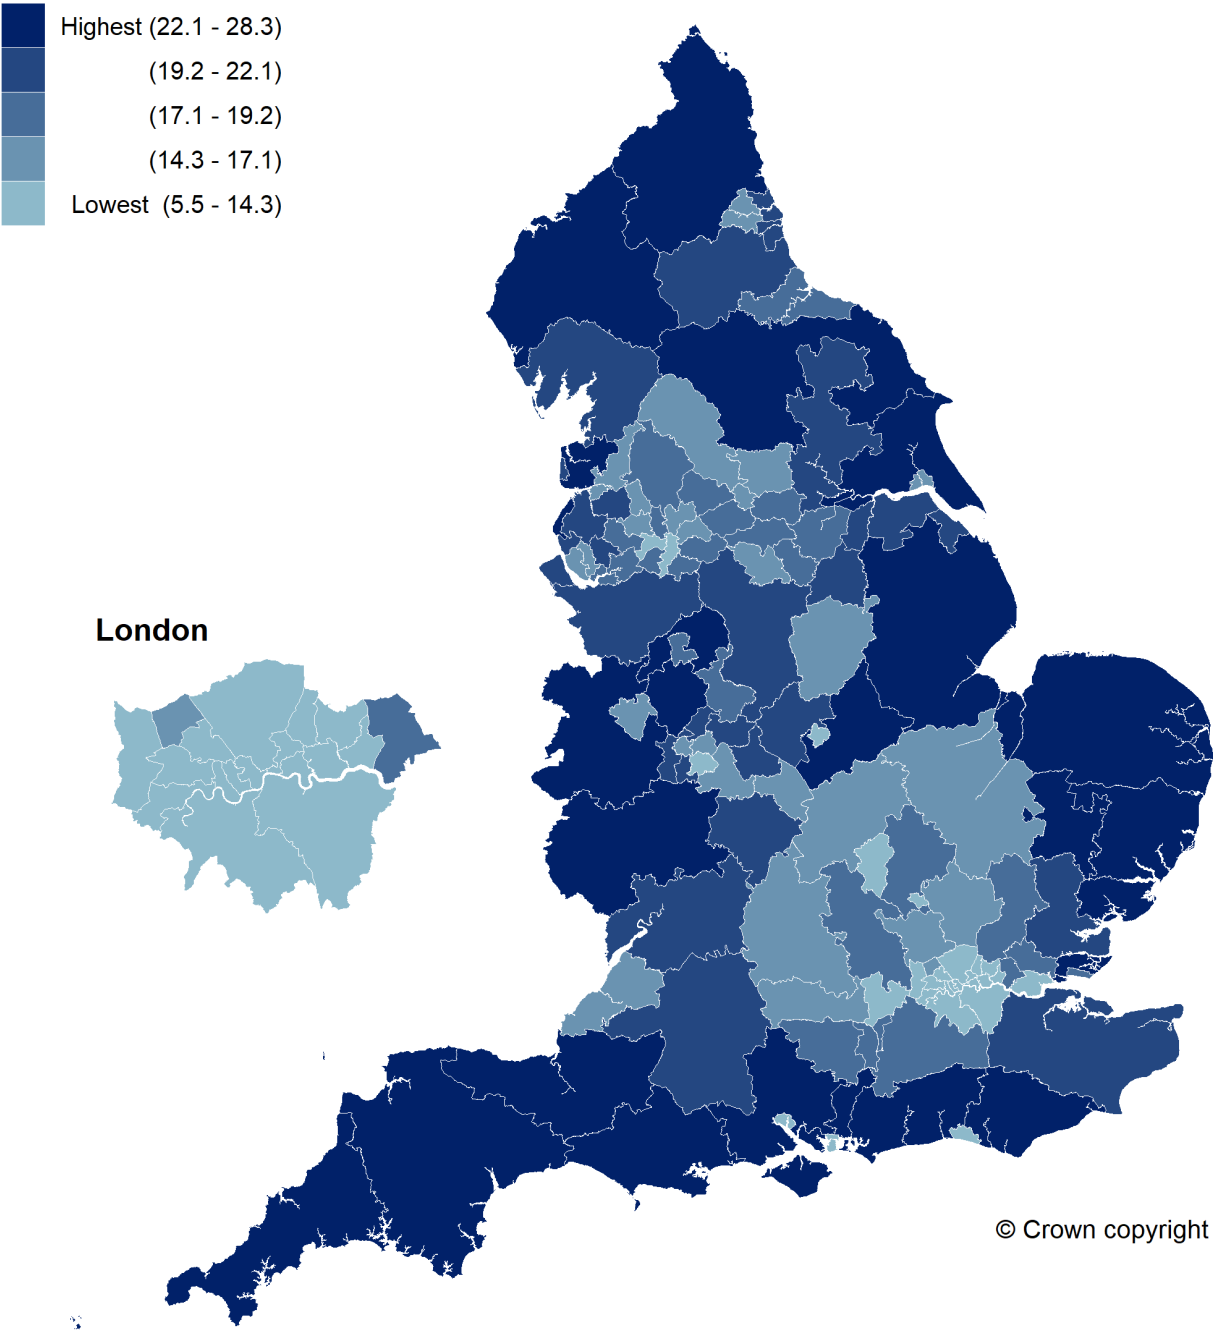 Highest (22.1 - 28.3)
(19.2 - 22.1)
(17.1 - 19.2)
(14.3 - 17.1)
Lowest (5.5 - 14.3)
London
© Crown copyright